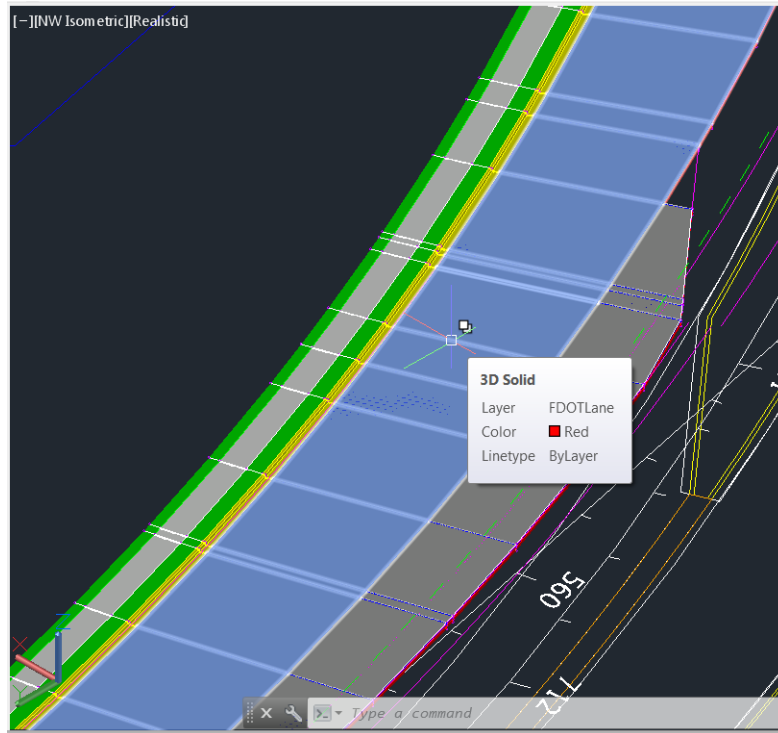 [−][NW Isometric][Realistic]
3D Solid
Layer FDOTLane
Color Red
Linetype ByLayer
560
712
X
Y
Type a command